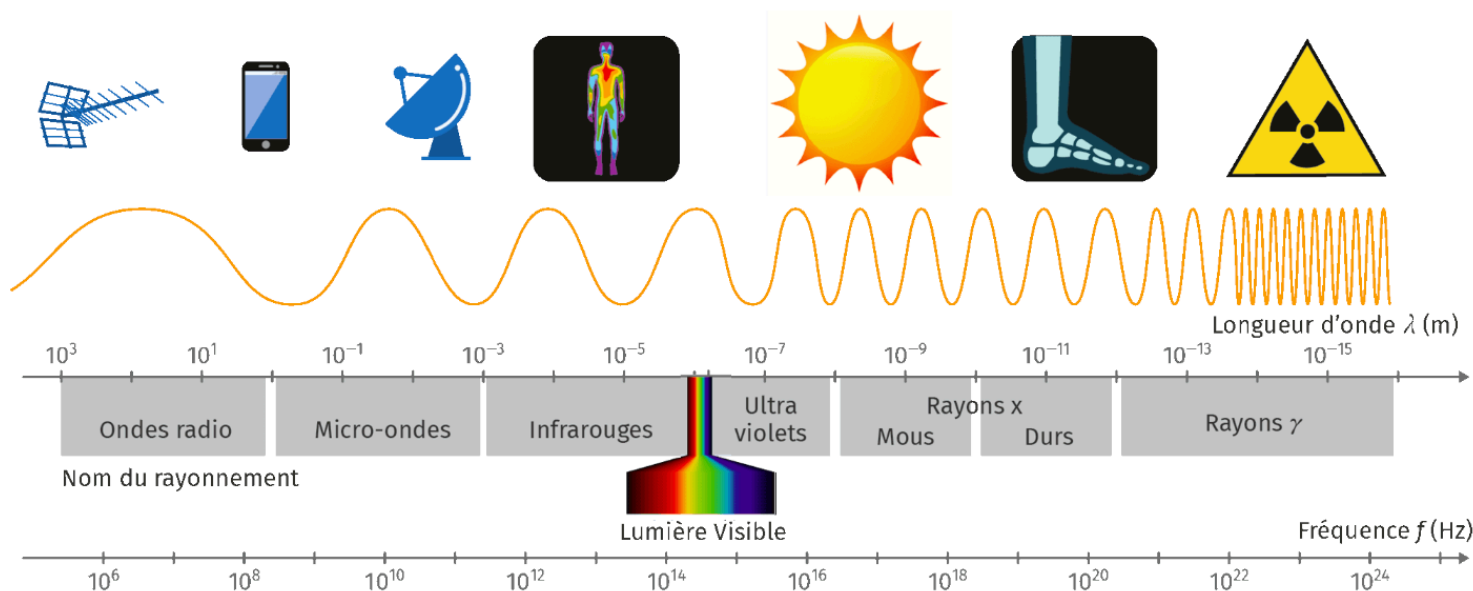 Longueur d'onde λ (m)
10³ 10¹ 10⁻¹ 10⁻³ 10⁻⁵ 10⁻⁷ 10⁻⁹ 10⁻¹¹ 10⁻¹³ 10⁻¹⁵
Ondes radio Micro-ondes Infrarouges Ultra violets Rayons x Mous Durs Rayons γ
Nom du rayonnement
Lumière Visible
Fréquence f (Hz)
10⁶ 10⁸ 10¹⁰ 10¹² 10¹⁴ 10¹⁶ 10¹⁸ 10²⁰ 10²² 10²⁴